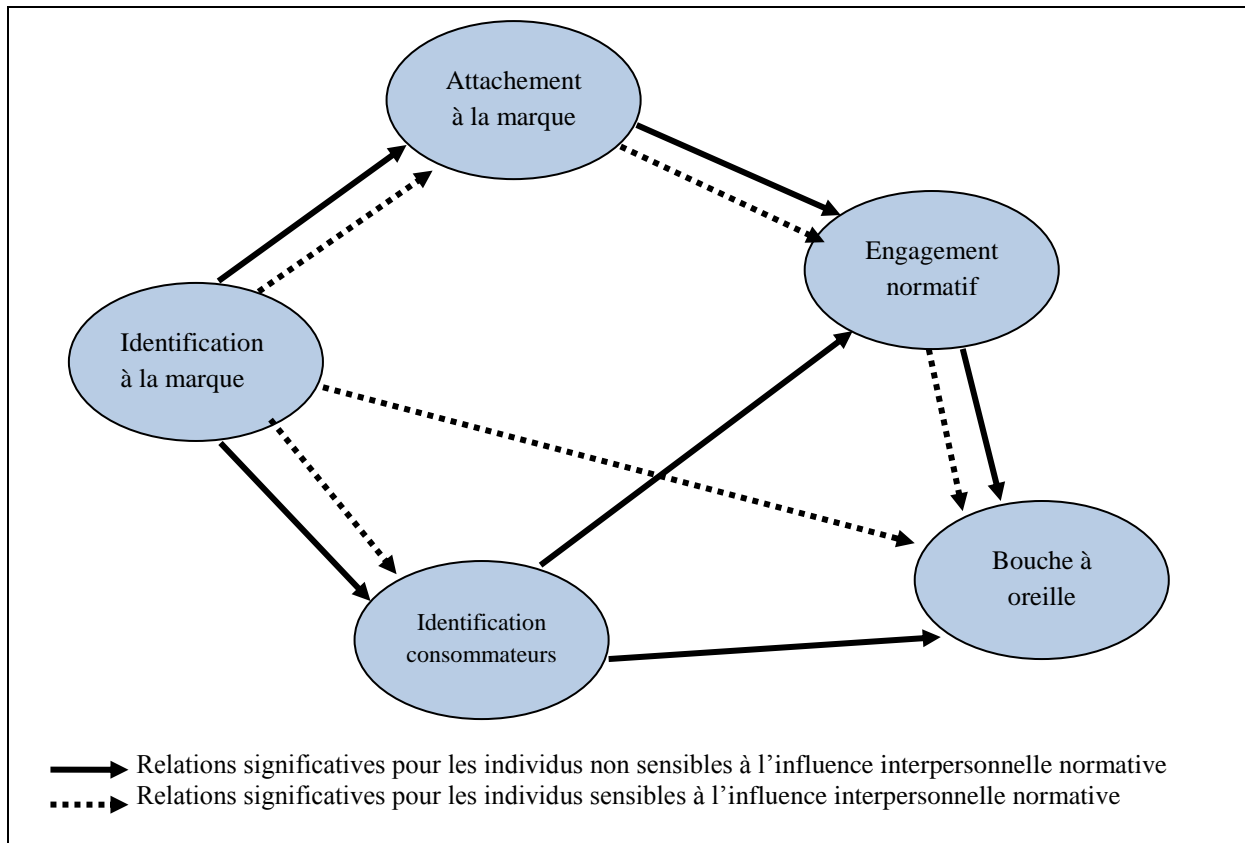 Attachement
à la marque
Engagement
normatif
Identification
à la marque
Bouche à
oreille
Identification
consommateurs
Relations significatives pour les individus non sensibles à l’influence interpersonnelle normative
Relations significatives pour les individus sensibles à l’influence interpersonnelle normative